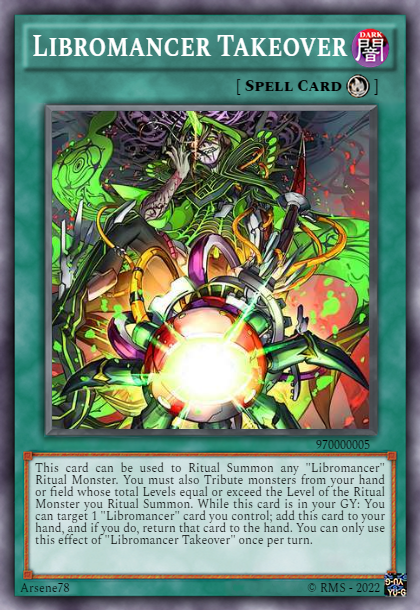 LIBROMANCER TAKEOVER
DARK
闇
[ SPELL CARD ]
970000005
This card can be used to Ritual Summon any "Libromancer"
Ritual Monster. You must also Tribute monsters from your hand
or field whose total Levels equal or exceed the Level of the Ritual
Monster you Ritual Summon. While this card is in your GY: You
can target 1 "Libromancer" card you control; add this card to your
hand, and if you do, return that card to the hand. You can only use
this effect of "Libromancer Takeover" once per turn.
Arsene78
© RMS - 2022
D-NA
YU-G